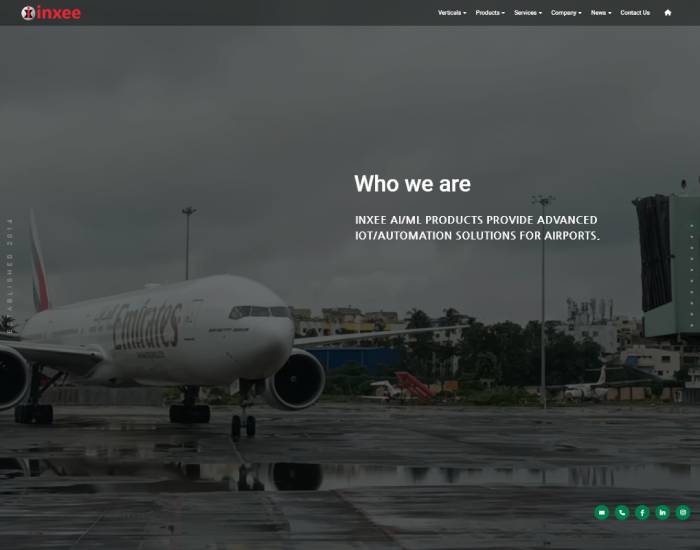 inxee
Verticals
Products
Services
Company
News
Contact Us
Who we are
INXEE AI/ML PRODUCTS PROVIDE ADVANCED
IOT/AUTOMATION SOLUTIONS FOR AIRPORTS.
ESTABLISHED 2014
Emirates